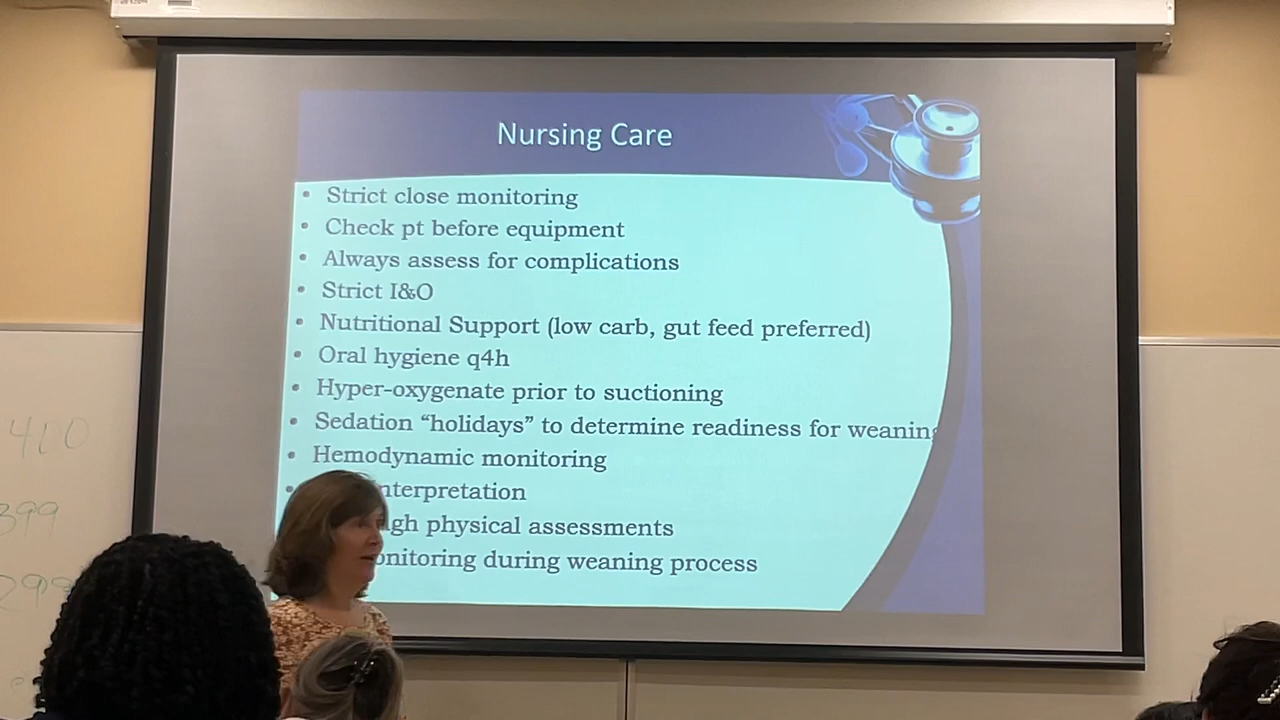 Nursing Care
• Strict close monitoring
• Check pt before equipment
• Always assess for complications
• Strict I&O
• Nutritional Support (low carb, gut feed preferred)
• Oral hygiene q4h
• Hyper-oxygenate prior to suctioning
• Sedation “holidays” to determine readiness for weaning
• Hemodynamic monitoring
• nterpretation
gh physical assessments
onitoring during weaning process
399